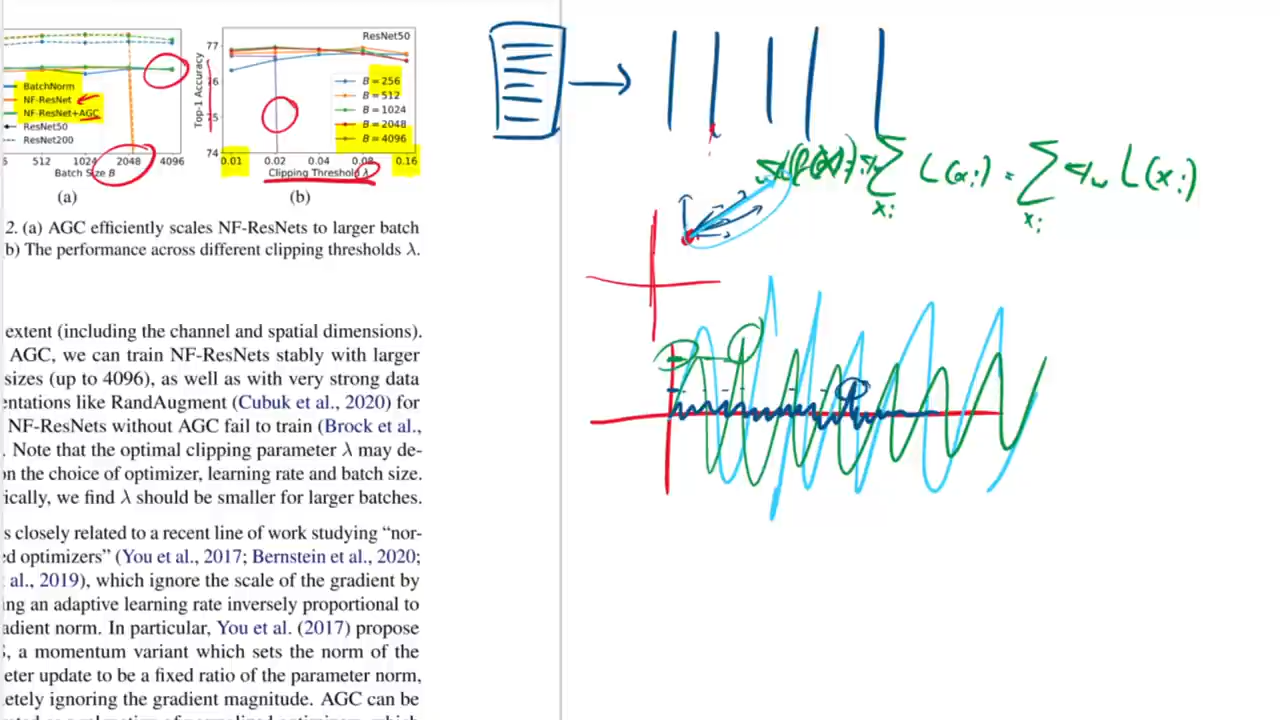 BatchNorm
NF-ResNet
NF-ResNet+AGC
ResNet50
ResNet200
512 1024 2048 4096
Batch Size B
(a)
ResNet50
77
76
75
74
Top-1 Accuracy
B = 256
B = 512
B = 1024
B = 2048
B = 4096
0.01 0.02 0.04 0.08 0.16
Clipping Threshold λ
(b)
2. (a) AGC efficiently scales NF-ResNets to larger batch
(b) The performance across different clipping thresholds λ.
extent (including the channel and spatial dimensions).
AGC, we can train NF-ResNets stably with larger
sizes (up to 4096), as well as with very strong data
entations like RandAugment (Cubuk et al., 2020) for
NF-ResNets without AGC fail to train (Brock et al.,
. Note that the optimal clipping parameter λ may de-
on the choice of optimizer, learning rate and batch size.
ically, we find λ should be smaller for larger batches.
s closely related to a recent line of work studying “nor-
ed optimizers” (You et al., 2017; Bernstein et al., 2020;
al., 2019), which ignore the scale of the gradient by
ing an adaptive learning rate inversely proportional to
adient norm. In particular, You et al. (2017) propose
, a momentum variant which sets the norm of the
eter update to be a fixed ratio of the parameter norm,
etely ignoring the gradient magnitude. AGC can be